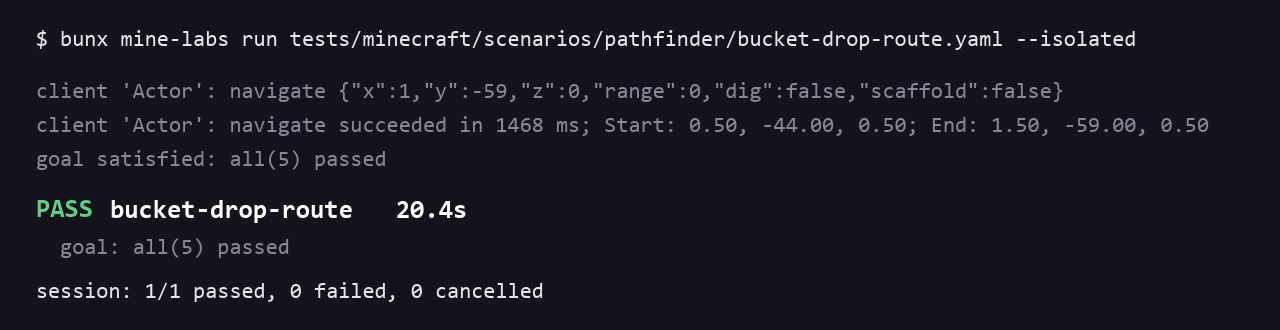 $ bunx mine-labs run tests/minecraft/scenarios/pathfinder/bucket-drop-route.yaml --isolated
client 'Actor': navigate {"x":1,"y":-59,"z":0,"range":0,"dig":false,"scaffold":false}
client 'Actor': navigate succeeded in 1468 ms; Start: 0.50, -44.00, 0.50; End: 1.50, -59.00, 0.50
goal satisfied: all(5) passed
PASS bucket-drop-route 20.4s
goal: all(5) passed
session: 1/1 passed, 0 failed, 0 cancelled